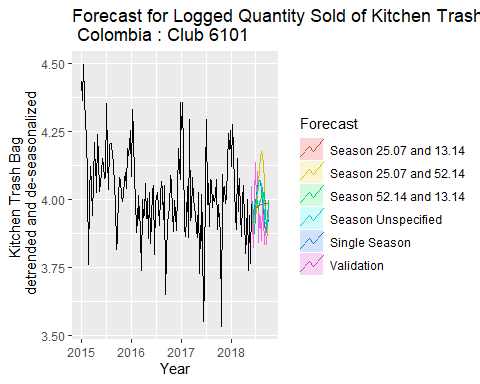 Forecast for Logged Quantity Sold of Kitchen Trash
Colombia : Club 6101
4.50
4.25
4.00
3.75
3.50
Kitchen Trash Bag
detrended and de-seasonalized
2015
2016
2017
2018
Year
Forecast
Season 25.07 and 13.14
Season 25.07 and 52.14
Season 52.14 and 13.14
Season Unspecified
Single Season
Validation